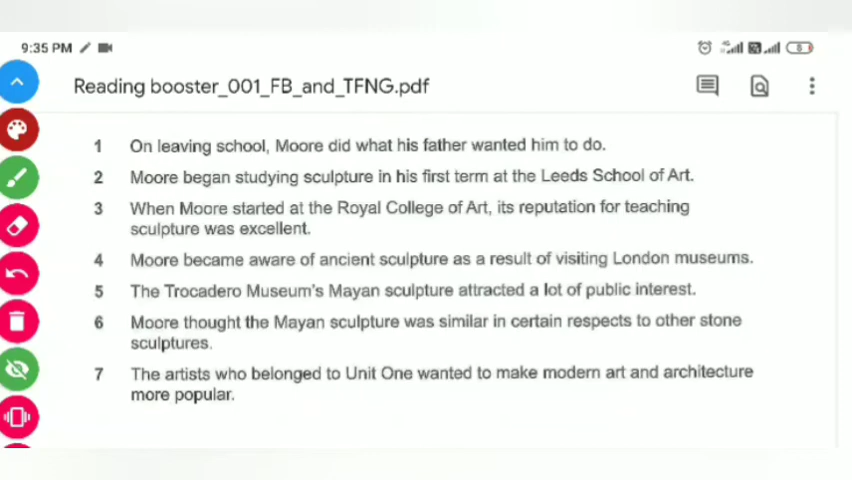 9:35 PM
Reading booster_001_FB_and_TFNG.pdf
1 On leaving school, Moore did what his father wanted him to do.
2 Moore began studying sculpture in his first term at the Leeds School of Art.
3 When Moore started at the Royal College of Art, its reputation for teaching
sculpture was excellent.
4 Moore became aware of ancient sculpture as a result of visiting London museums.
5 The Trocadero Museum's Mayan sculpture attracted a lot of public interest.
6 Moore thought the Mayan sculpture was similar in certain respects to other stone
sculptures.
7 The artists who belonged to Unit One wanted to make modern art and architecture
more popular.